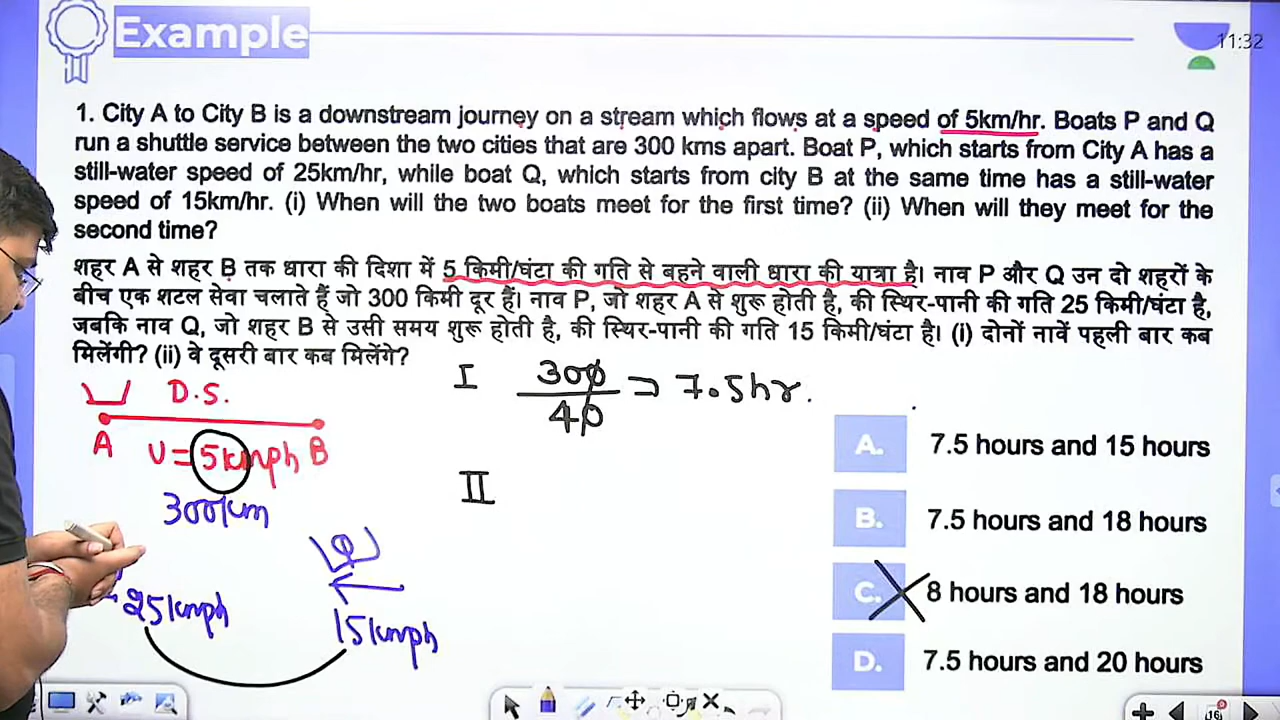 Example
11:32
1. City A to City B is a downstream journey on a stream which flows at a speed of 5km/hr. Boats P and Q
run a shuttle service between the two cities that are 300 kms apart. Boat P, which starts from City A has a
still-water speed of 25km/hr, while boat Q, which starts from city B at the same time has a still-water
speed of 15km/hr. (i) When will the two boats meet for the first time? (ii) When will they meet for the
second time?
शहर A से शहर B तक धारा की दिशा में 5 किमी/घंटा की गति से बहने वाली धारा की यात्रा है। नाव P और Q उन दो शहरों के
बीच एक शटल सेवा चलाते हैं जो 300 किमी दूर हैं। नाव P, जो शहर A से शुरू होती है, की स्थिर-पानी की गति 25 किमी/घंटा है,
जबकि नाव Q, जो शहर B से उसी समय शुरू होती है, की स्थिर-पानी की गति 15 किमी/घंटा है। (i) दोनों नावें पहली बार कब
मिलेंगी? (ii) वे दूसरी बार कब मिलेंगे?
D.S.
A B
U = 5kmph
300km
Q
25kmph
15kmph
I 300/40 = 7.5hr.
II
A. 7.5 hours and 15 hours
B. 7.5 hours and 18 hours
C. 8 hours and 18 hours
D. 7.5 hours and 20 hours
16